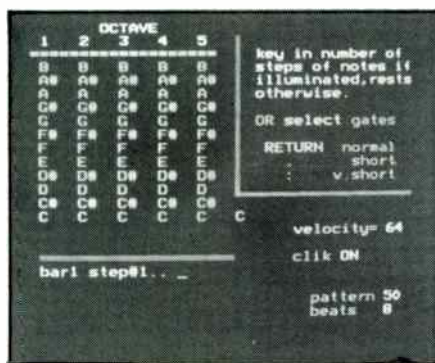 OCTAVE
1 2 3 4 5
B B B B B
A# A# A# A# A#
A A A A A
G# G# G# G# G#
G G G G G
F# F# F# F# F#
F F F F F
E E E E E
D# D# D# D# D#
D D D D D
C# C# C# C# C#
C C C C C C
key in number of
steps of notes if
illuminated,rests
otherwise.
OR select gates
RETURN normal
. short
: v.short
velocity= 64
clik ON
bar1 step#1.. _
pattern 50
beats 8